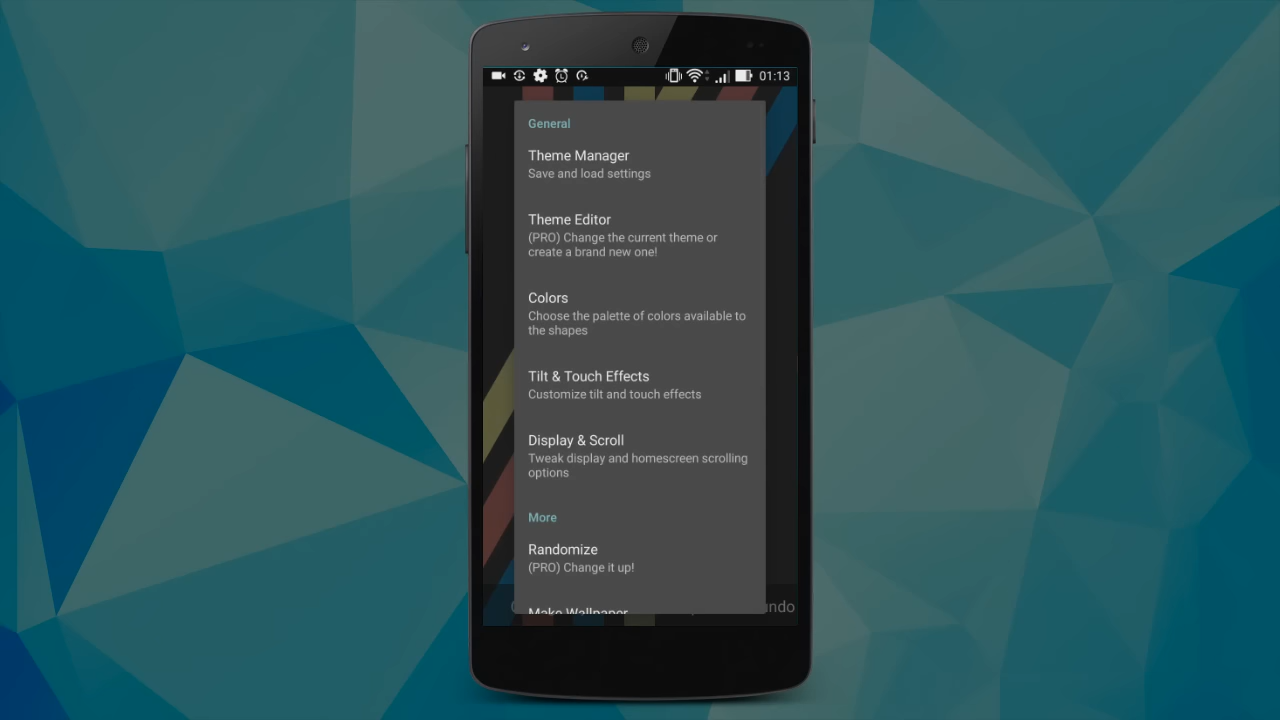 01:13
General
Theme Manager
Save and load settings
Theme Editor
(PRO) Change the current theme or
create a brand new one!
Colors
Choose the palette of colors available to
the shapes
Tilt & Touch Effects
Customize tilt and touch effects
Display & Scroll
Tweak display and homescreen scrolling
options
More
Randomize
(PRO) Change it up!
Make Wallpaper